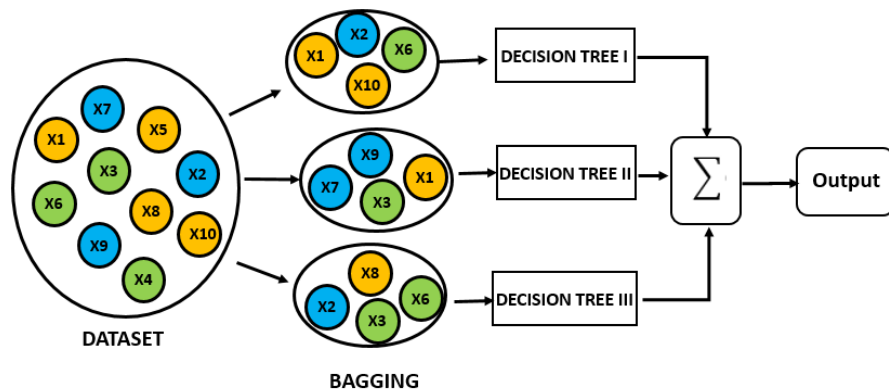 X7
X1
X5
X3
X2
X6
X8
X10
X9
X4
DATASET
X2
X1
X6
X10
X9
X7
X1
X3
X8
X2
X6
X3
BAGGING
DECISION TREE I
DECISION TREE II
DECISION TREE III
∑
Output